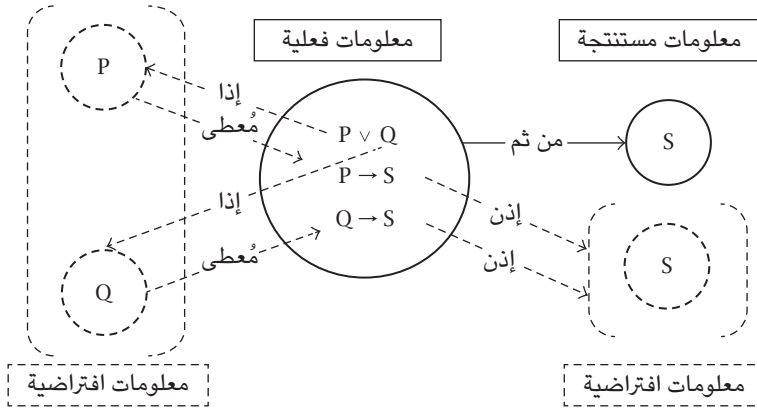 معلومات مستنتجة
معلومات فعلية
P
إذا
مُعطى
P ∨ Q
P → S
Q → S
من ثم
S
إذا
مُعطى
Q
إذن
إذن
S
معلومات افتراضية
معلومات افتراضية